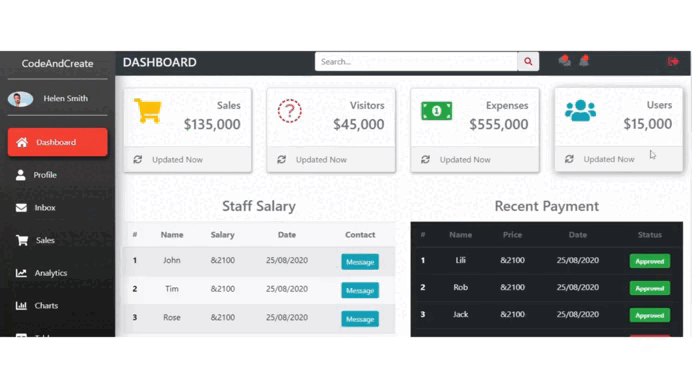 CodeAndCreate
DASHBOARD
Search...
Helen Smith
Dashboard
Profile
Inbox
Sales
Analytics
Charts
Sales
$135,000
Updated Now
Visitors
$45,000
Updated Now
Expenses
$555,000
Updated Now
Users
$15,000
Updated Now
Staff Salary
# Name Salary Date Contact
1 John &2100 25/08/2020 Message
2 Tim &2100 25/08/2020 Message
3 Rose &2100 25/08/2020 Message
Recent Payment
# Name Price Date Status
1 Lili &2100 25/08/2020 Approved
2 Rob &2100 25/08/2020 Approved
3 Jack &2100 25/08/2020 Approved